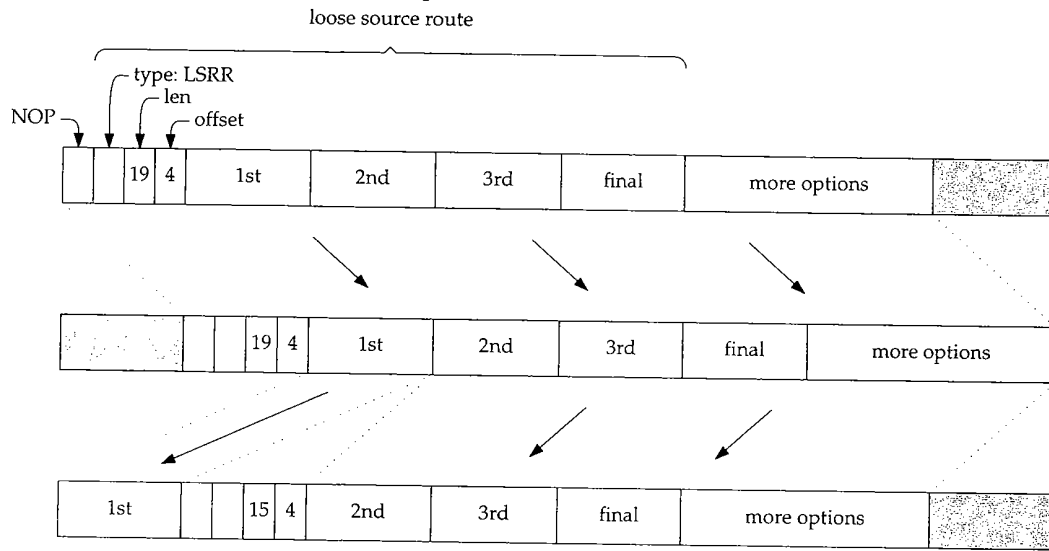 loose source route
type: LSRR
len
NOP
offset
19 4 1st 2nd 3rd final more options
19 4 1st 2nd 3rd final more options
1st 15 4 2nd 3rd final more options